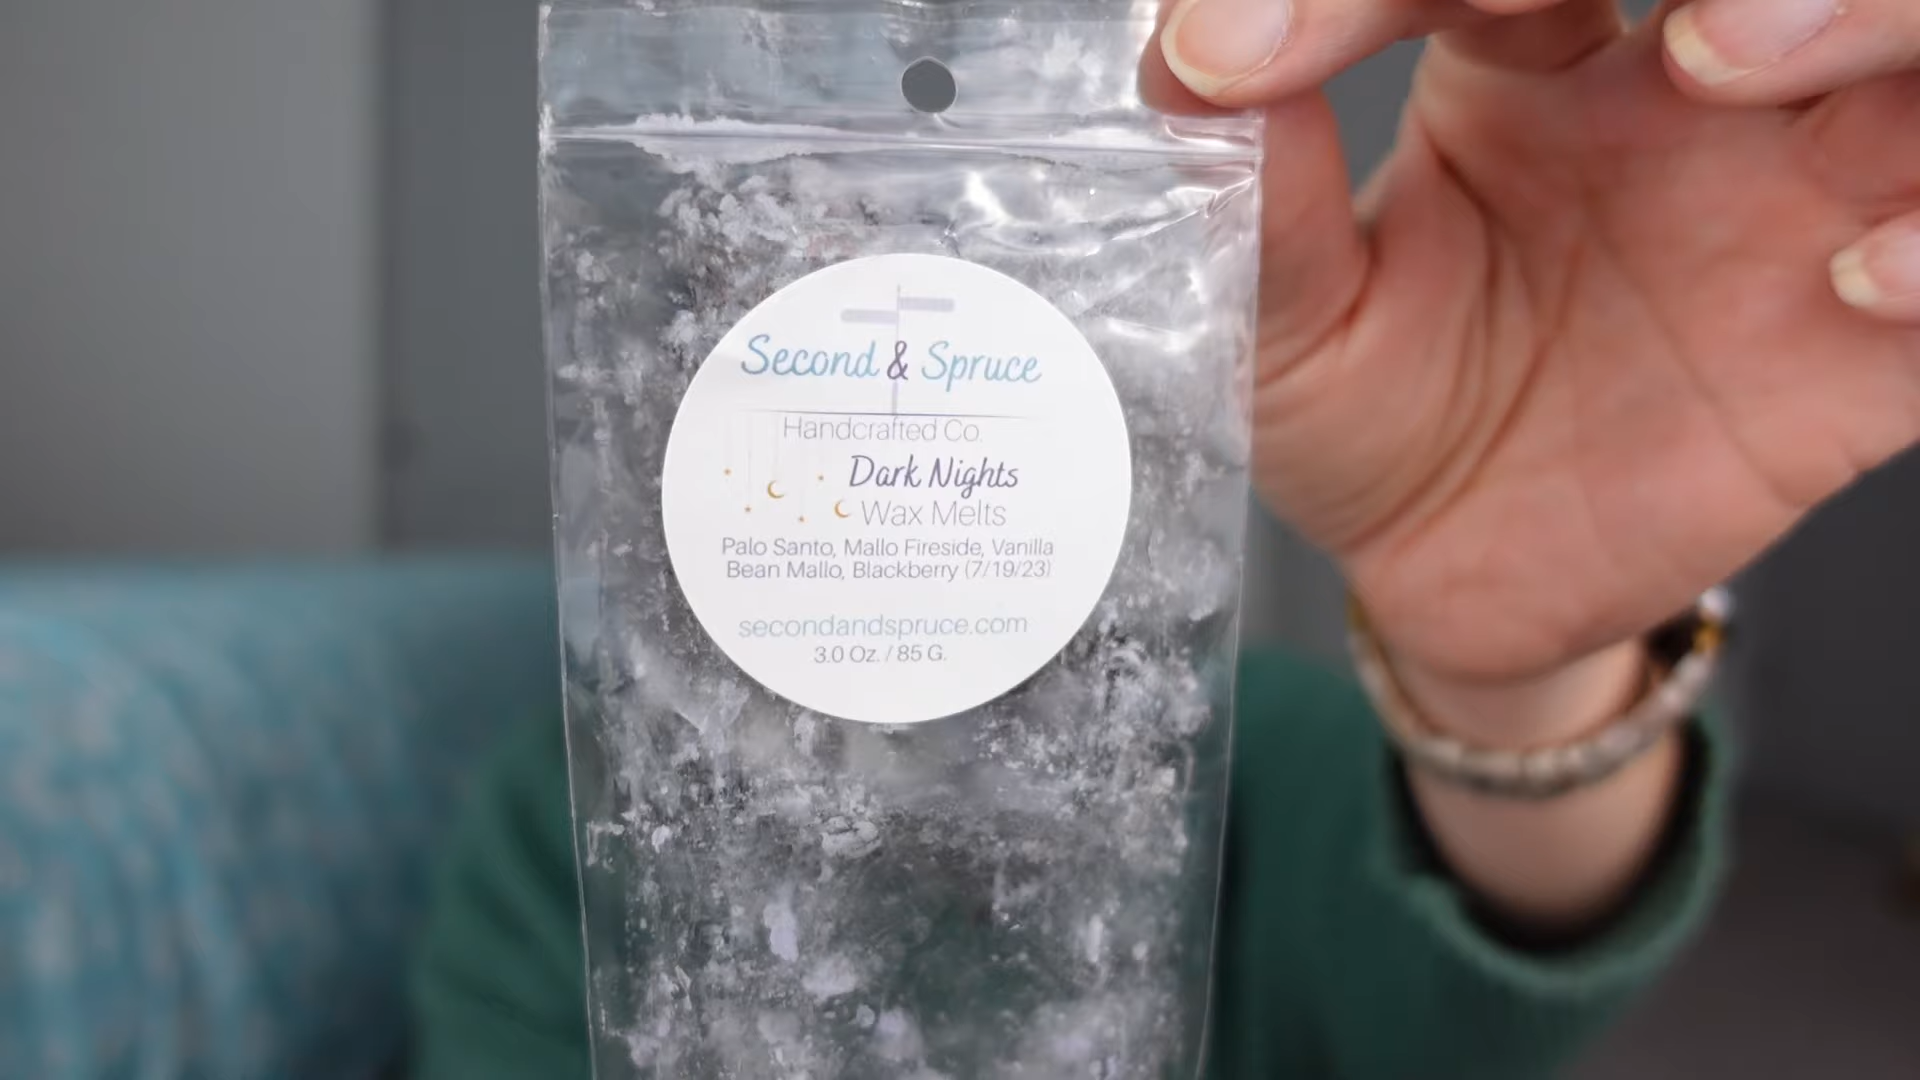 Second & Spruce
Handcrafted Co.
Dark Nights
Wax Melts
Palo Santo, Mallo Fireside, Vanilla
Bean Mallo, Blackberry (7/19/23)
secondandspruce.com
3.0 Oz. / 85 G.